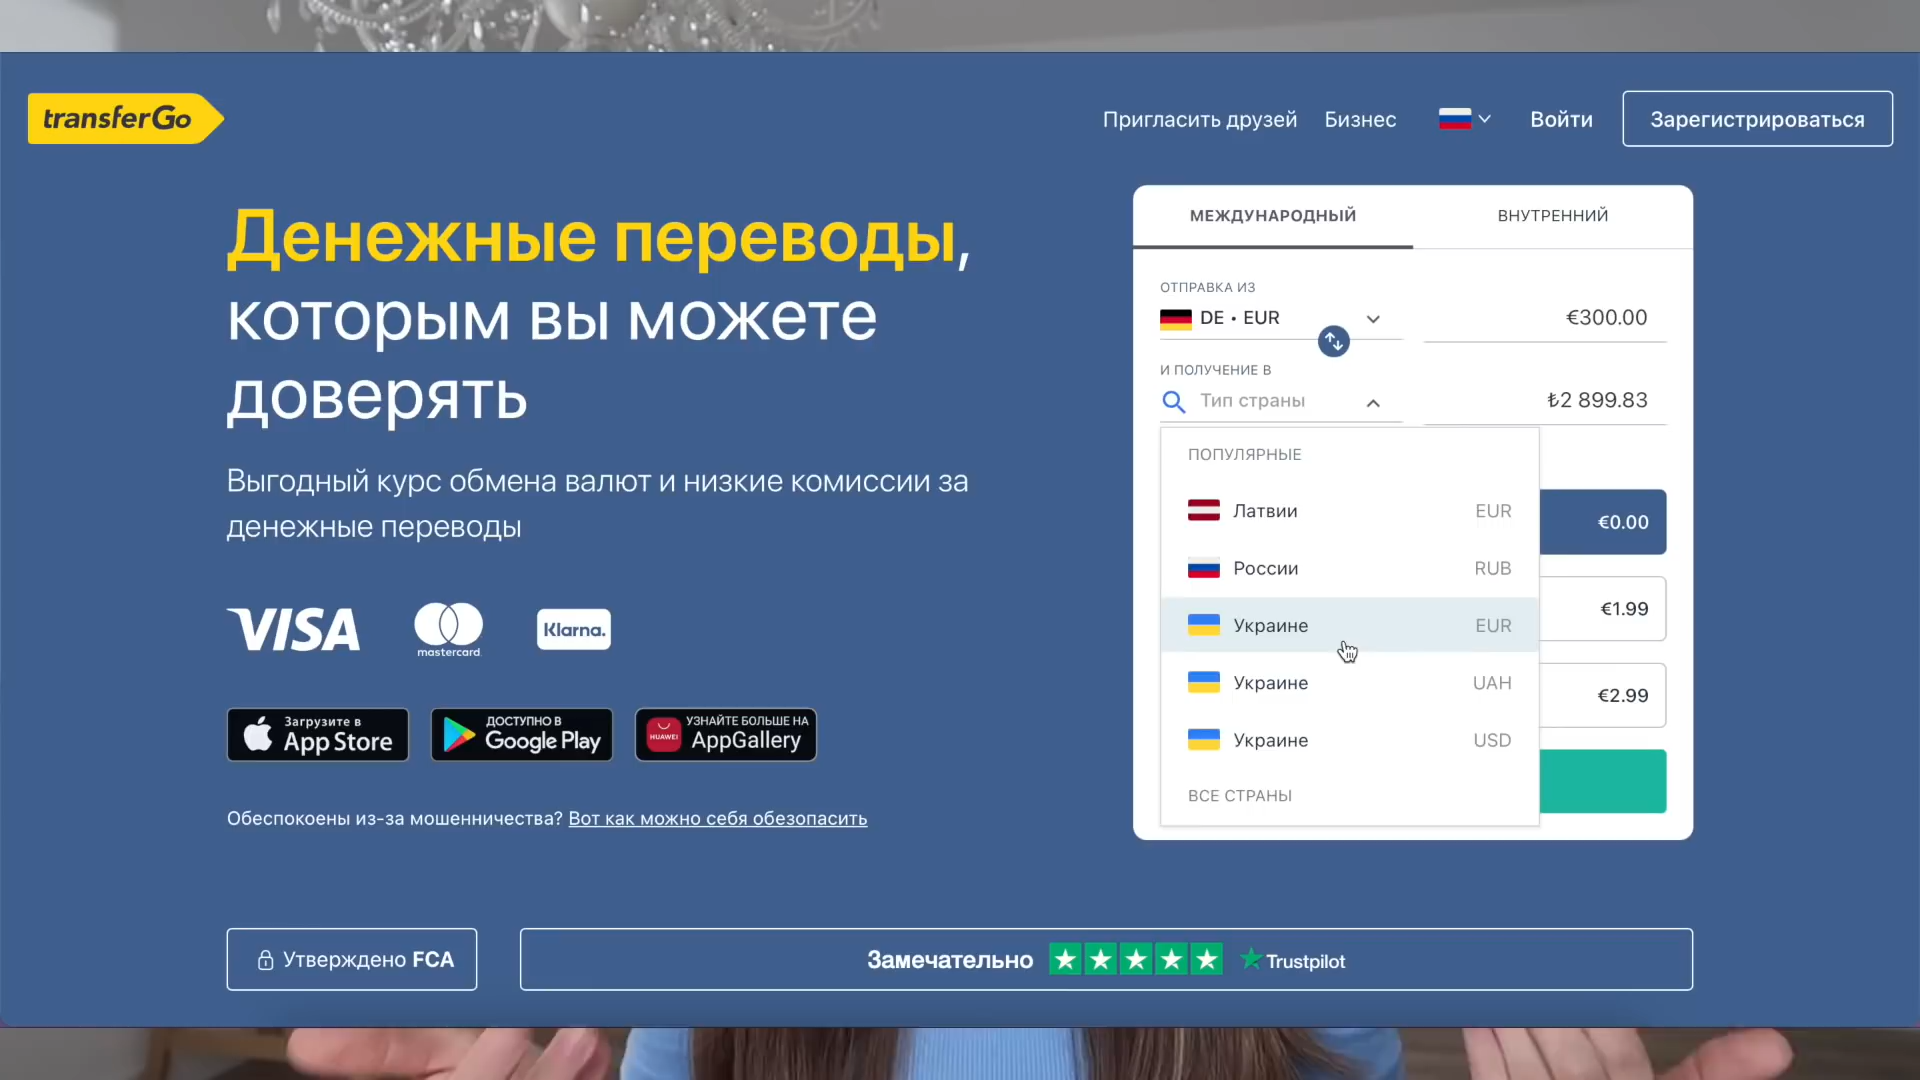 transferGo
Пригласить друзей
Бизнес
Войти
Зарегистрироваться
Денежные переводы,
которым вы можете
доверять
Выгодный курс обмена валют и низкие комиссии за
денежные переводы
VISA
mastercard
Klarna.
Загрузите в
App Store
ДОСТУПНО В
Google Play
HUAWEI
УЗНАЙТЕ БОЛЬШЕ НА
AppGallery
Обеспокоены из-за мошенничества? Вот как можно себя обезопасить
МЕЖДУНАРОДНЫЙ
ВНУТРЕННИЙ
ОТПРАВКА ИЗ
DE • EUR
€300.00
И ПОЛУЧЕНИЕ В
Тип страны
₺2 899.83
ПОПУЛЯРНЫЕ
Латвии EUR
России RUB
Украине EUR
Украине UAH
Украине USD
ВСЕ СТРАНЫ
€0.00
€1.99
€2.99
Утверждено FCA
Замечательно
Trustpilot